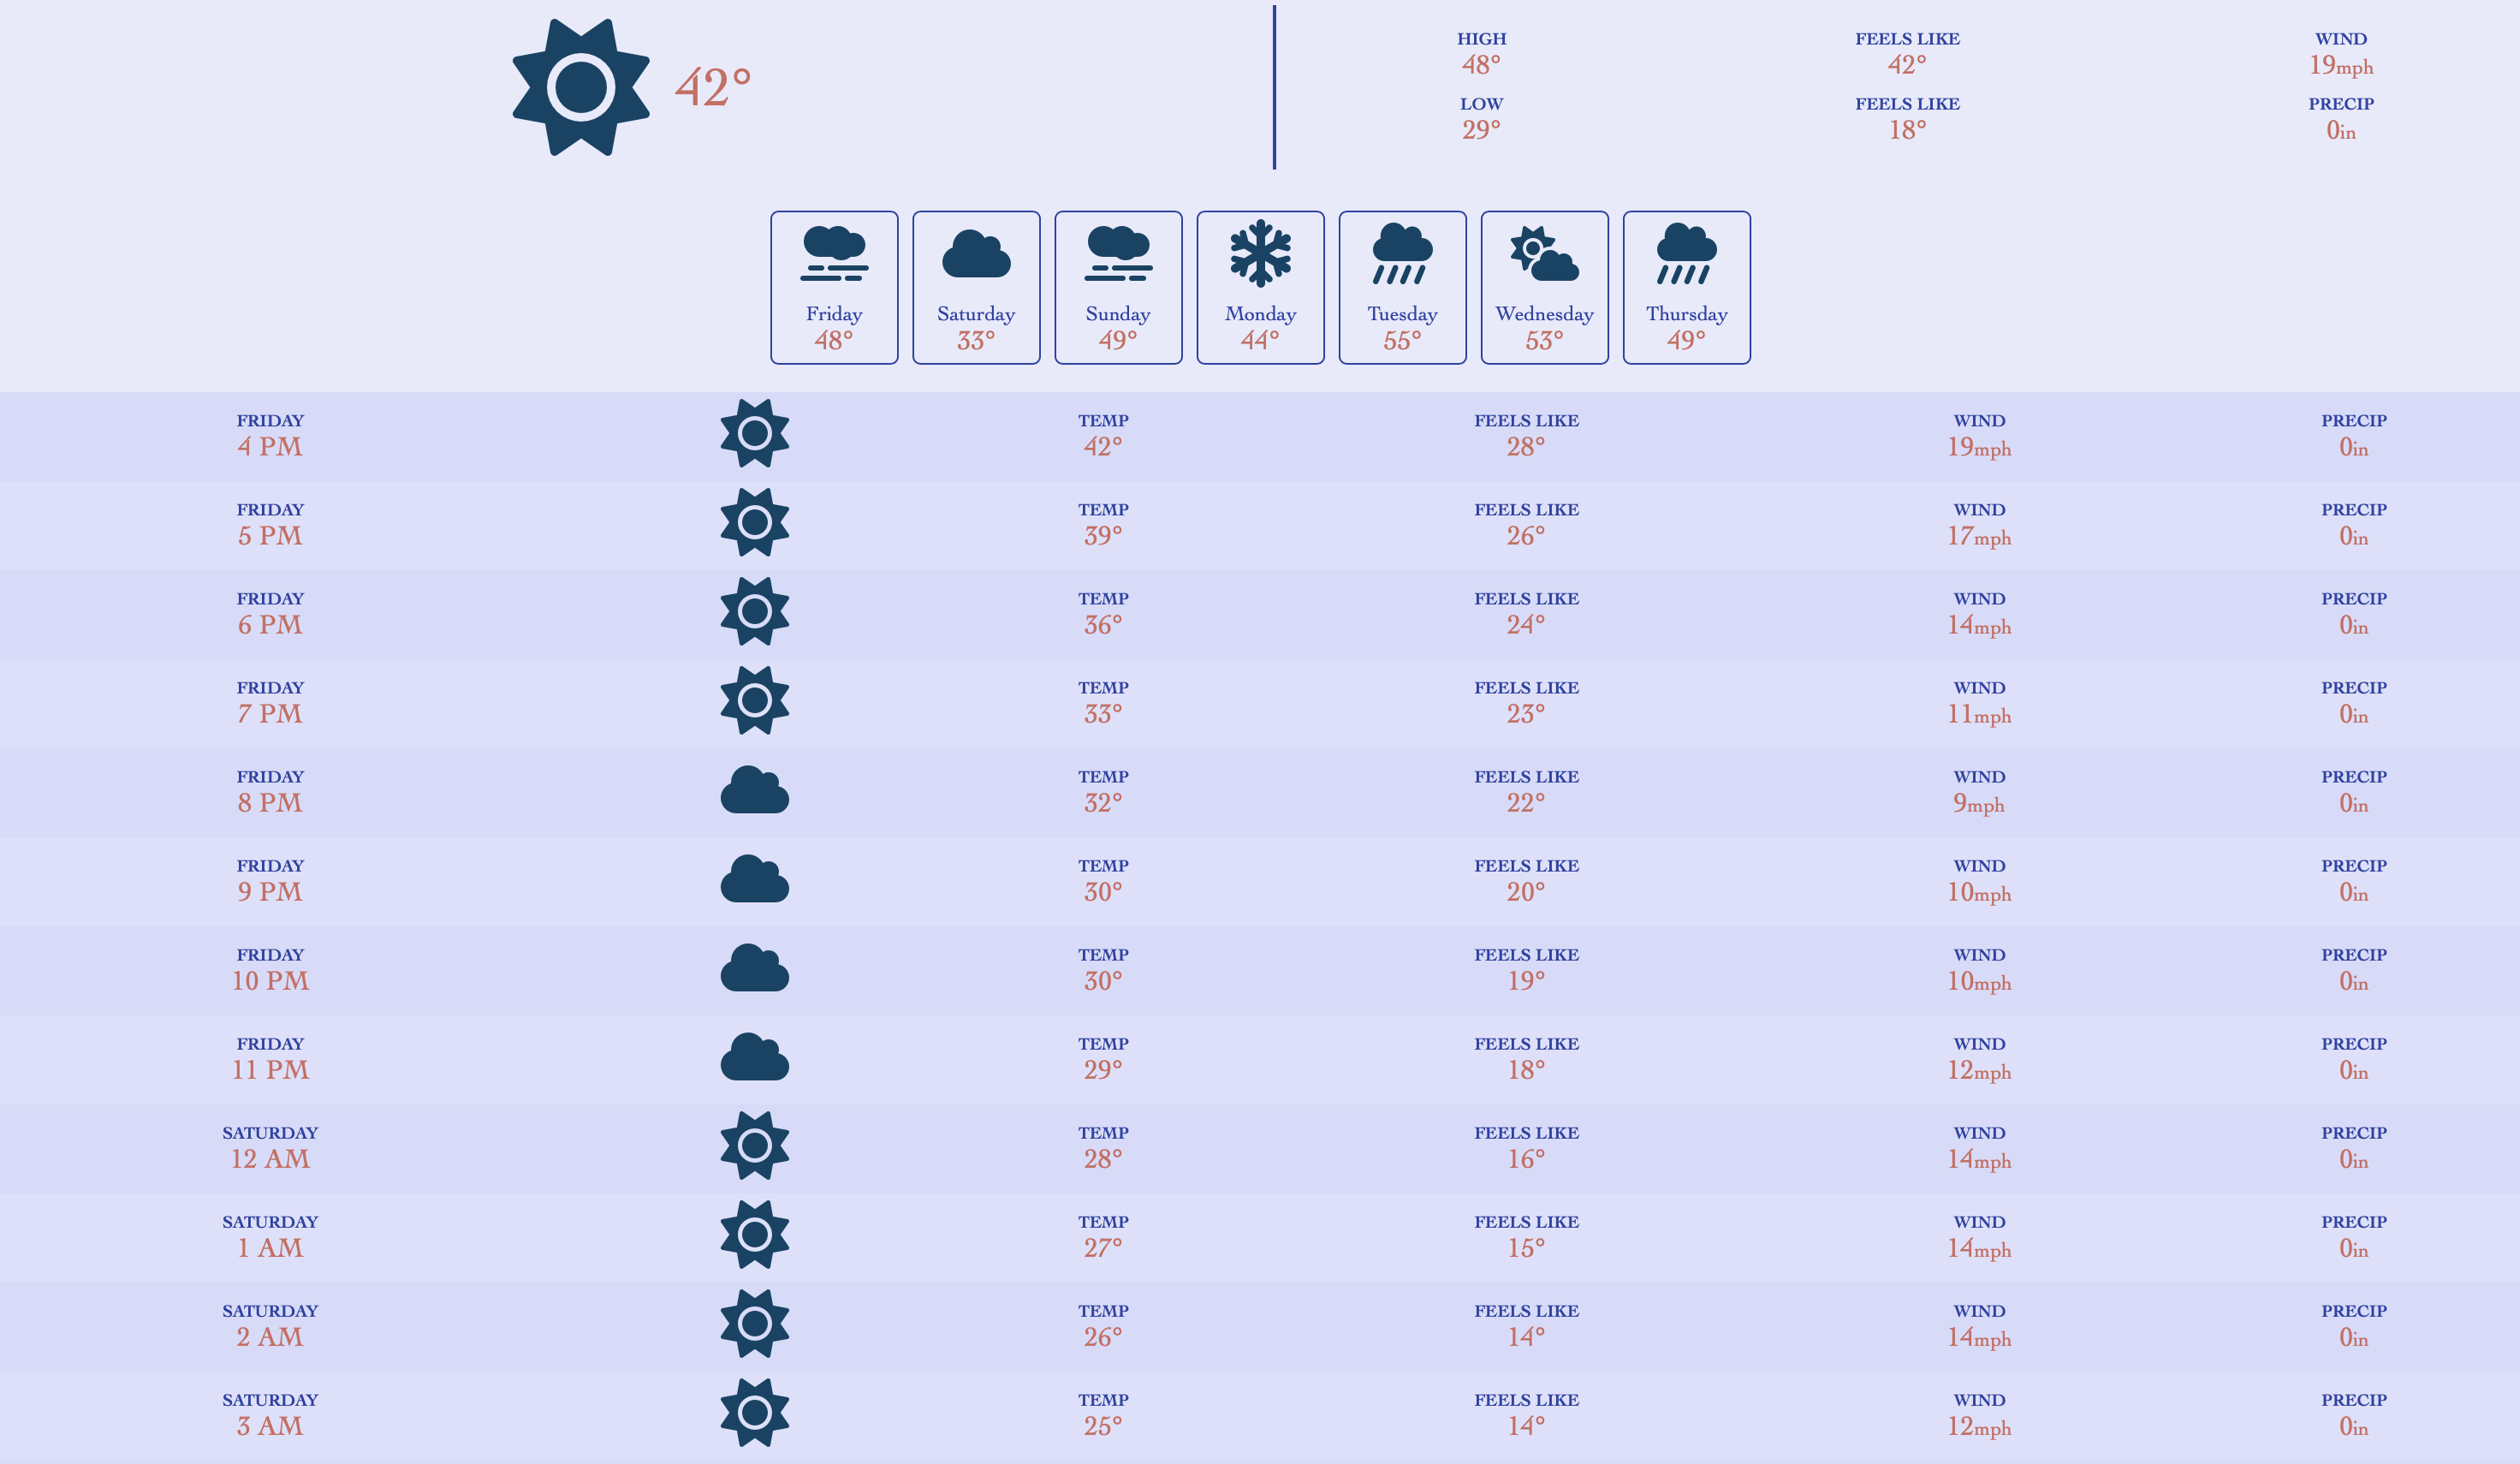 42°
HIGH FEELS LIKE WIND
48° 42° 19mph
LOW FEELS LIKE PRECIP
29° 18° 0in
Friday Saturday Sunday Monday Tuesday Wednesday Thursday
48° 33° 49° 44° 55° 53° 49°
FRIDAY TEMP FEELS LIKE WIND PRECIP
4 PM 42° 28° 19mph 0in
FRIDAY TEMP FEELS LIKE WIND PRECIP
5 PM 39° 26° 17mph 0in
FRIDAY TEMP FEELS LIKE WIND PRECIP
6 PM 36° 24° 14mph 0in
FRIDAY TEMP FEELS LIKE WIND PRECIP
7 PM 33° 23° 11mph 0in
FRIDAY TEMP FEELS LIKE WIND PRECIP
8 PM 32° 22° 9mph 0in
FRIDAY TEMP FEELS LIKE WIND PRECIP
9 PM 30° 20° 10mph 0in
FRIDAY TEMP FEELS LIKE WIND PRECIP
10 PM 30° 19° 10mph 0in
FRIDAY TEMP FEELS LIKE WIND PRECIP
11 PM 29° 18° 12mph 0in
SATURDAY TEMP FEELS LIKE WIND PRECIP
12 AM 28° 16° 14mph 0in
SATURDAY TEMP FEELS LIKE WIND PRECIP
1 AM 27° 15° 14mph 0in
SATURDAY TEMP FEELS LIKE WIND PRECIP
2 AM 26° 14° 14mph 0in
SATURDAY TEMP FEELS LIKE WIND PRECIP
3 AM 25° 14° 12mph 0in